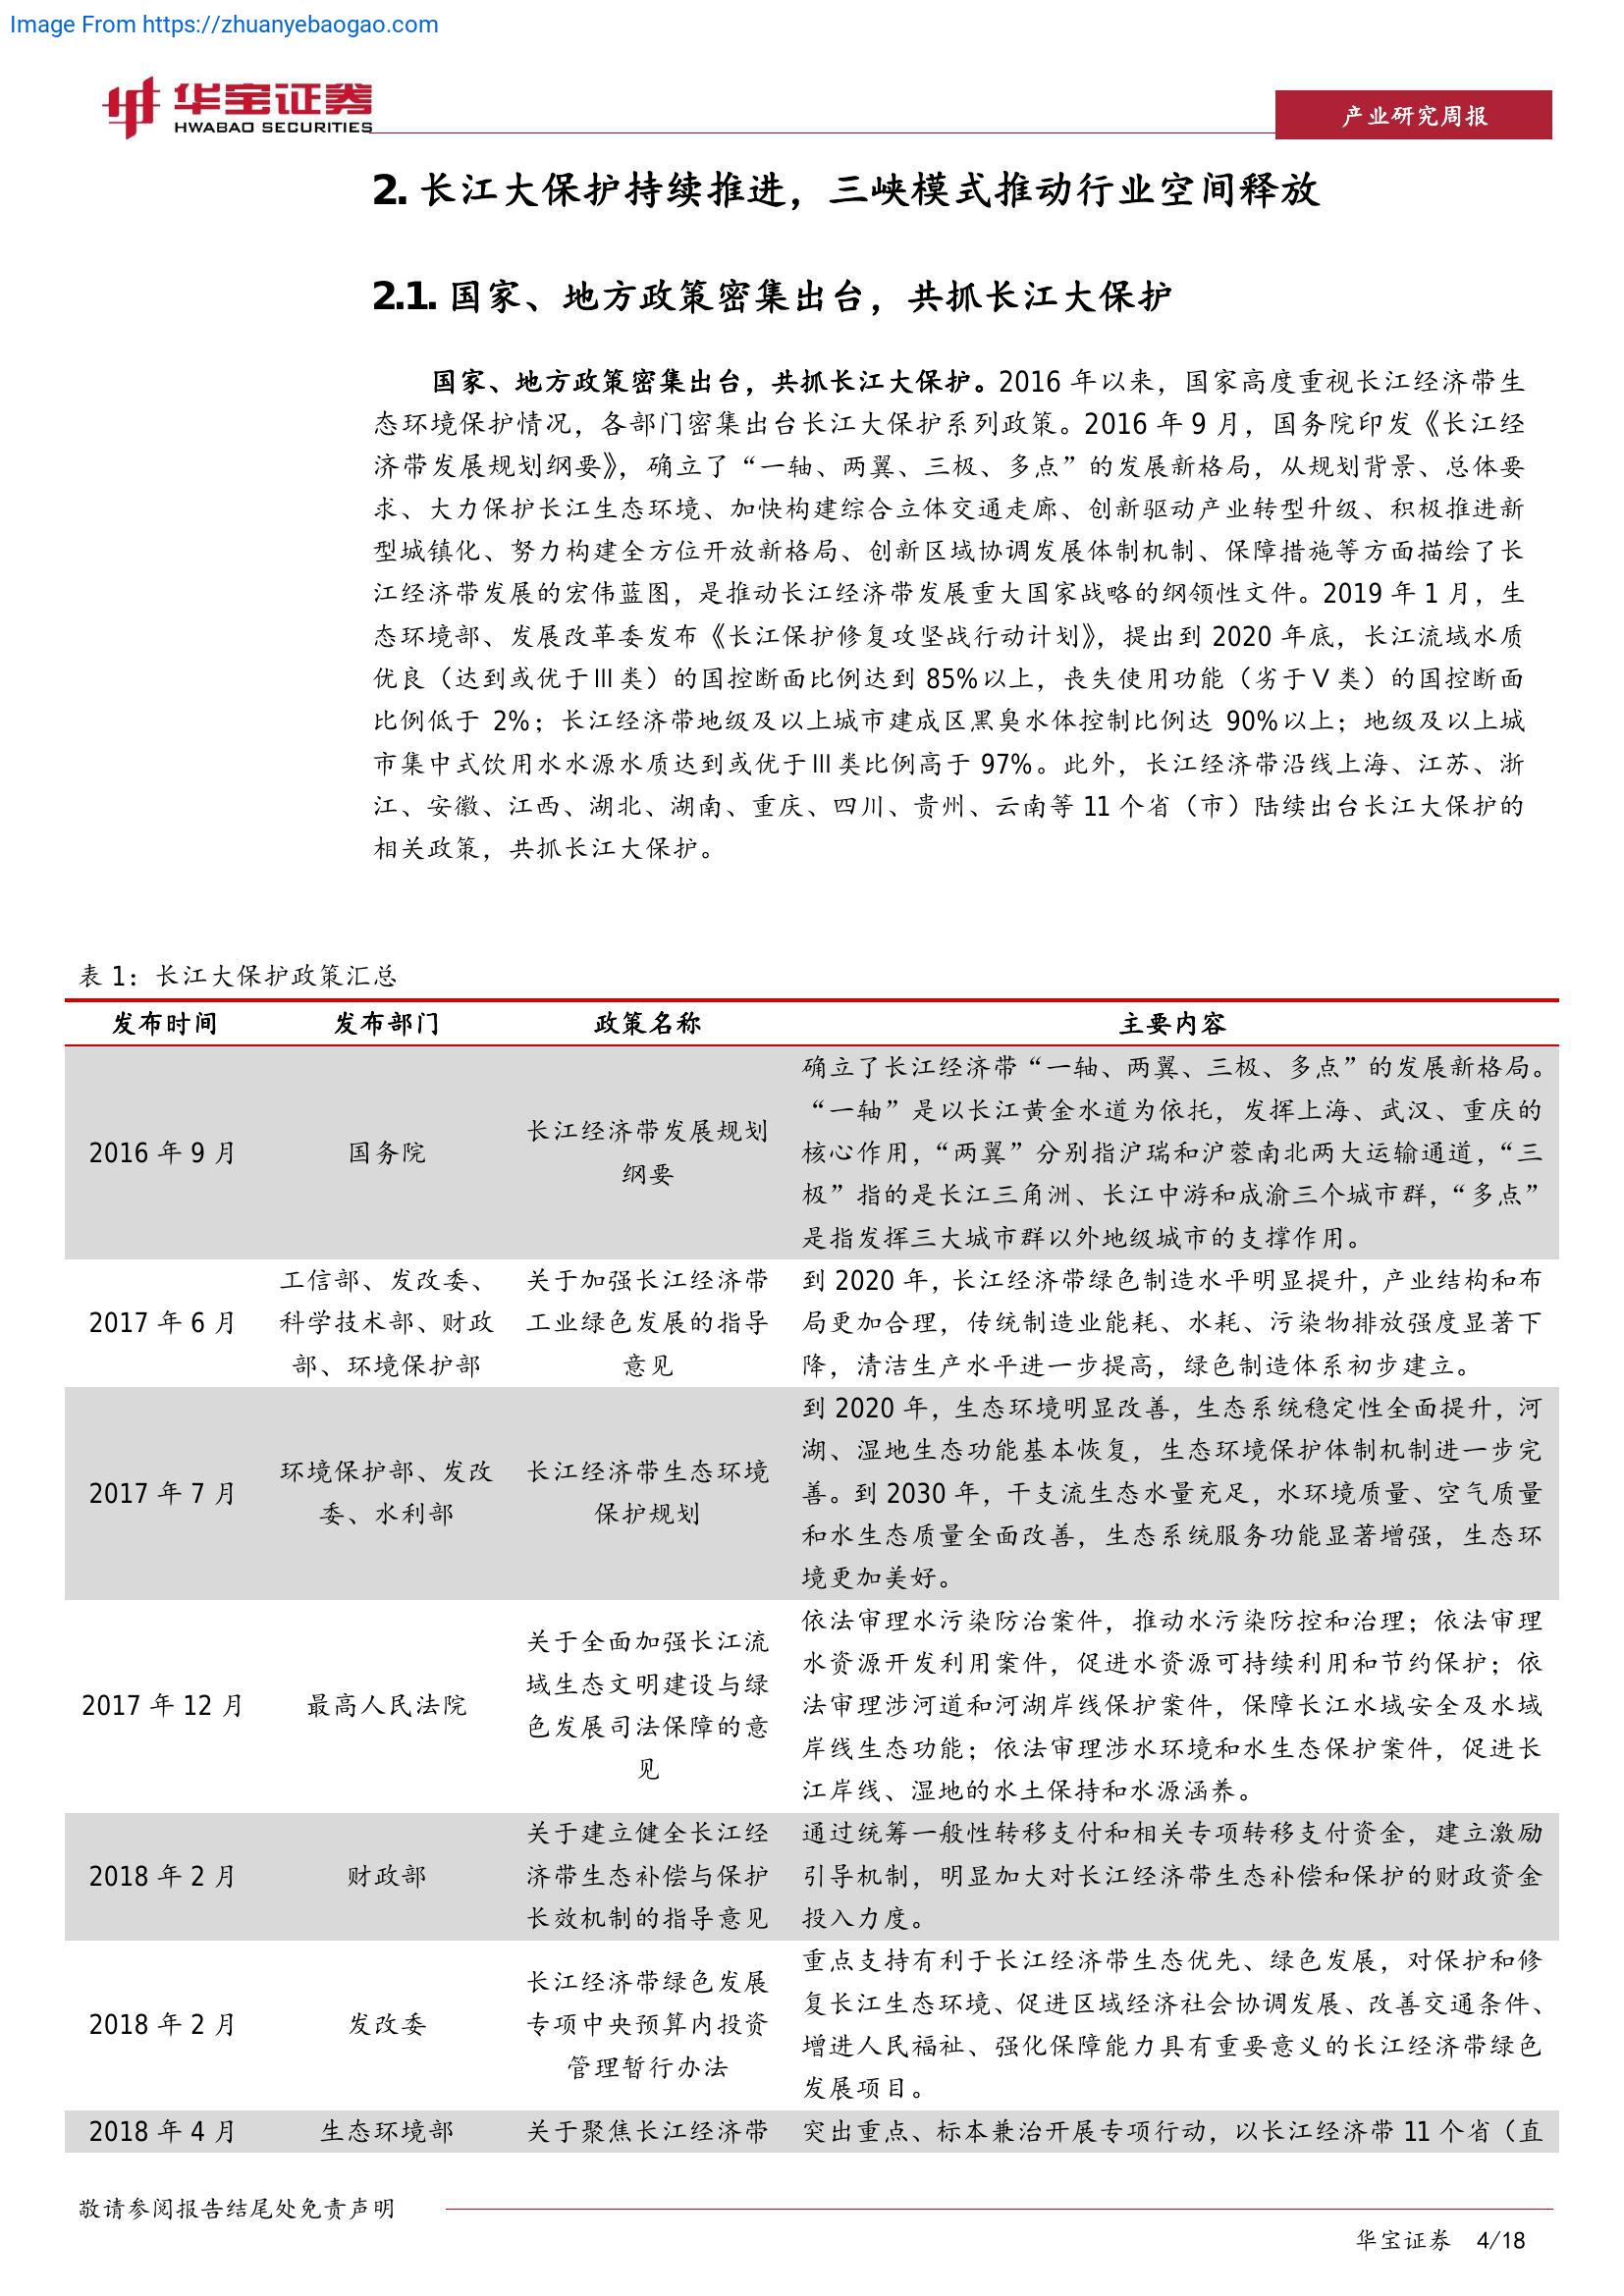 Image From https://zhuanyebaogao.com
华宝证券
HWABAO SECURITIES
产业研究周报
2. 长江大保护持续推进，三峡模式推动行业空间释放
2.1. 国家、地方政策密集出台，共抓长江大保护
国家、地方政策密集出台，共抓长江大保护。2016 年以来，国家高度重视长江经济带生
态环境保护情况，各部门密集出台长江大保护系列政策。2016 年 9 月，国务院印发《长江经
济带发展规划纲要》，确立了“一轴、两翼、三极、多点”的发展新格局，从规划背景、总体要
求、大力保护长江生态环境、加快构建综合立体交通走廊、创新驱动产业转型升级、积极推进新
型城镇化、努力构建全方位开放新格局、创新区域协调发展体制机制、保障措施等方面描绘了长
江经济带发展的宏伟蓝图，是推动长江经济带发展重大国家战略的纲领性文件。2019 年 1 月，生
态环境部、发展改革委发布《长江保护修复攻坚战行动计划》，提出到 2020 年底，长江流域水质
优良（达到或优于Ⅲ类）的国控断面比例达到 85%以上，丧失使用功能（劣于Ⅴ类）的国控断面
比例低于 2%；长江经济带地级及以上城市建成区黑臭水体控制比例达 90%以上；地级及以上城
市集中式饮用水水源水质达到或优于Ⅲ类比例高于 97%。此外，长江经济带沿线上海、江苏、浙
江、安徽、江西、湖北、湖南、重庆、四川、贵州、云南等 11 个省（市）陆续出台长江大保护的
相关政策，共抓长江大保护。
表 1：长江大保护政策汇总
发布时间 发布部门 政策名称 主要内容
2016 年 9 月
国务院
长江经济带发展规划
纲要
确立了长江经济带“一轴、两翼、三极、多点”的发展新格局。
“一轴”是以长江黄金水道为依托，发挥上海、武汉、重庆的
核心作用，“两翼”分别指沪瑞和沪蓉南北两大运输通道，“三
极”指的是长江三角洲、长江中游和成渝三个城市群，“多点”
是指发挥三大城市群以外地级城市的支撑作用。
2017 年 6 月
工信部、发改委、
科学技术部、财政
部、环境保护部
关于加强长江经济带
工业绿色发展的指导
意见
到 2020 年，长江经济带绿色制造水平明显提升，产业结构和布
局更加合理，传统制造业能耗、水耗、污染物排放强度显著下
降，清洁生产水平进一步提高，绿色制造体系初步建立。
2017 年 7 月
环境保护部、发改
委、水利部
长江经济带生态环境
保护规划
到 2020 年，生态环境明显改善，生态系统稳定性全面提升，河
湖、湿地生态功能基本恢复，生态环境保护体制机制进一步完
善。到 2030 年，干支流生态水量充足，水环境质量、空气质量
和水生态质量全面改善，生态系统服务功能显著增强，生态环
境更加美好。
2017 年 12 月
最高人民法院
关于全面加强长江流
域生态文明建设与绿
色发展司法保障的意
见
依法审理水污染防治案件，推动水污染防控和治理；依法审理
水资源开发利用案件，促进水资源可持续利用和节约保护；依
法审理涉河道和河湖岸线保护案件，保障长江水域安全及水域
岸线生态功能；依法审理涉水环境和水生态保护案件，促进长
江岸线、湿地的水土保持和水源涵养。
2018 年 2 月
财政部
关于建立健全长江经
济带生态补偿与保护
长效机制的指导意见
通过统筹一般性转移支付和相关专项转移支付资金，建立激励
引导机制，明显加大对长江经济带生态补偿和保护的财政资金
投入力度。
2018 年 2 月
发改委
长江经济带绿色发展
专项中央预算内投资
管理暂行办法
重点支持有利于长江经济带生态优先、绿色发展，对保护和修
复长江生态环境、促进区域经济社会协调发展、改善交通条件、
增进人民福祉、强化保障能力具有重要意义的长江经济带绿色
发展项目。
2018 年 4 月
生态环境部
关于聚焦长江经济带
突出重点、标本兼治开展专项行动，以长江经济带 11 个省（直
敬请参阅报告结尾处免责声明
华宝证券 4/18